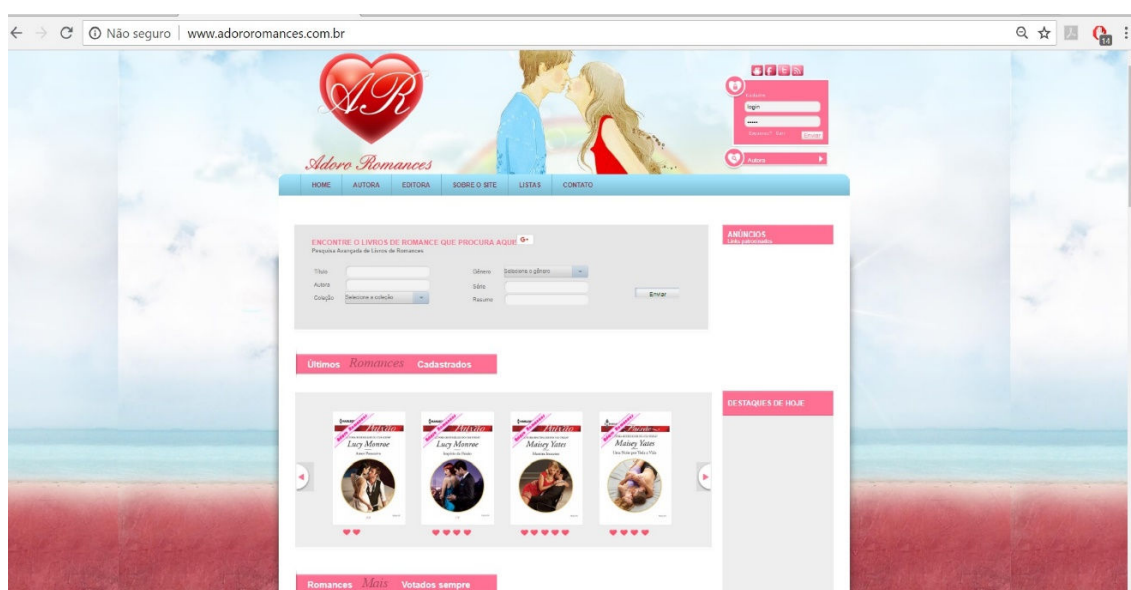 Não seguro | www.adororomances.com.br
14
AR
Adoro Romances
login
•••••
Enviar
Autora
HOME AUTORA EDITORA SOBRE O SITE LISTAS CONTATO
ENCONTRE O LIVROS DE ROMANCE QUE PROCURA AQUI
G+
Pesquisa Avançada de Livros de Romances
Título
Gênero Selecione o gênero
Autora
Série
Coleção Selecione a coleção
Resumo
Enviar
ANÚNCIOS
Links patrocinados
Últimos Romances Cadastrados
DESTAQUES DE HOJE
Paixão
Lucy Monroe
Paixão
Lucy Monroe
Paixão
Maisey Yates
Paixão
Maisey Yates
Romances Mais Votados sempre